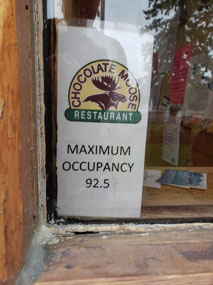 CHOCOLATE MOOSE
RESTAURANT
MAXIMUM
OCCUPANCY
92.5